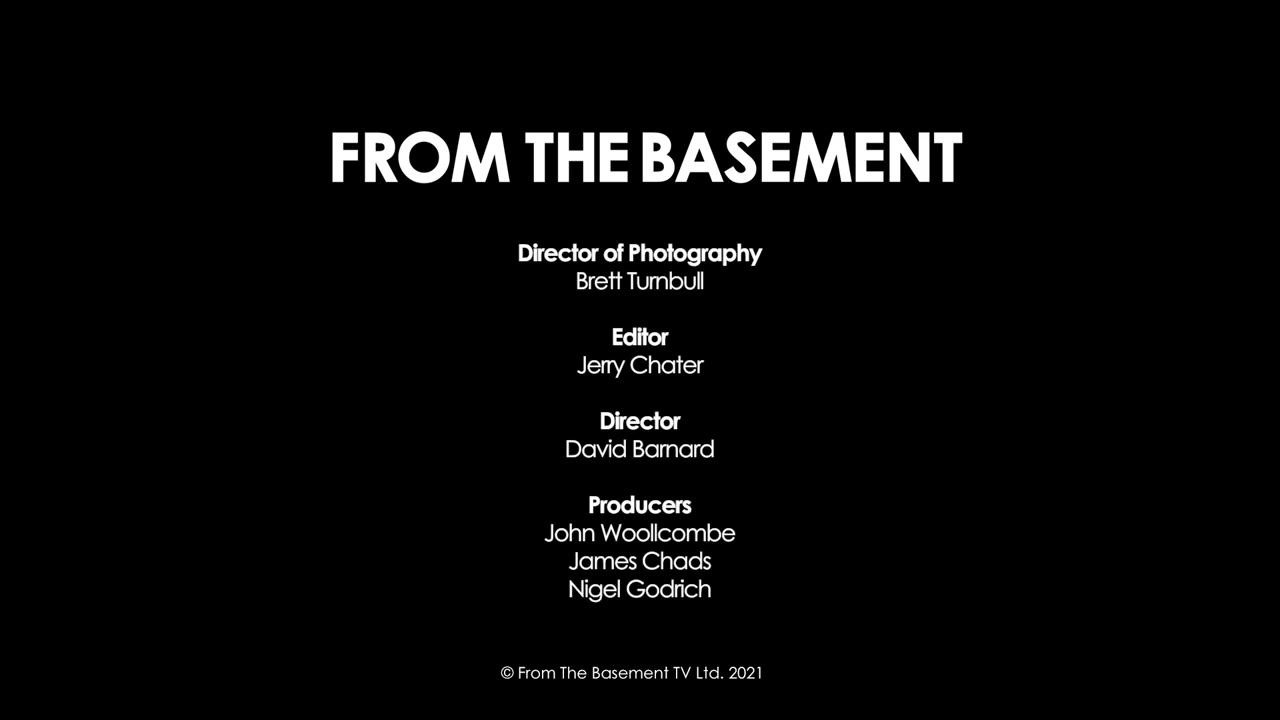 FROM THE BASEMENT
Director of Photography
Brett Turnbull
Editor
Jerry Chater
Director
David Barnard
Producers
John Woollcombe
James Chads
Nigel Godrich
© From The Basement TV Ltd. 2021